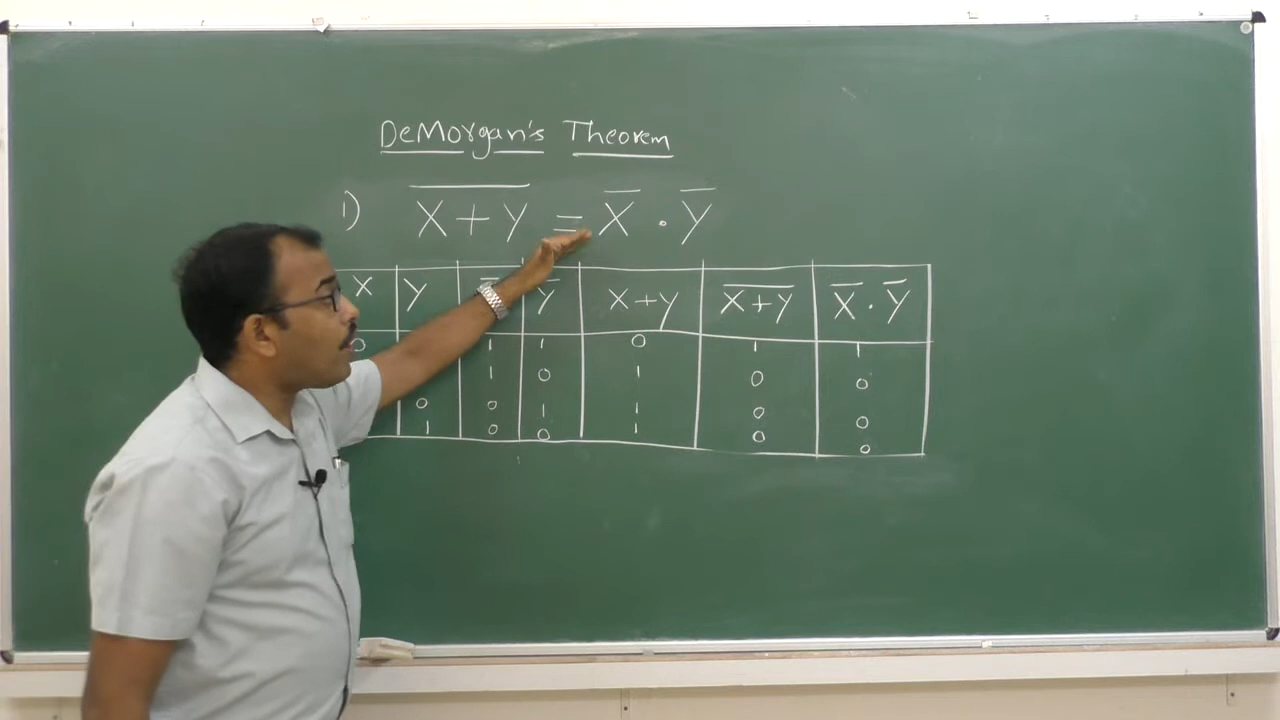 DeMorgan's Theorem
1) X̅+̅Y̅ = X̅ . Y̅
X Y ̅ Y̅ X+Y X̅+̅Y̅ X̅ . Y̅
0 1 1 0 1 1
1 0 1 0 0
0 0 1 1 0 0
1 0 0 1 0 0